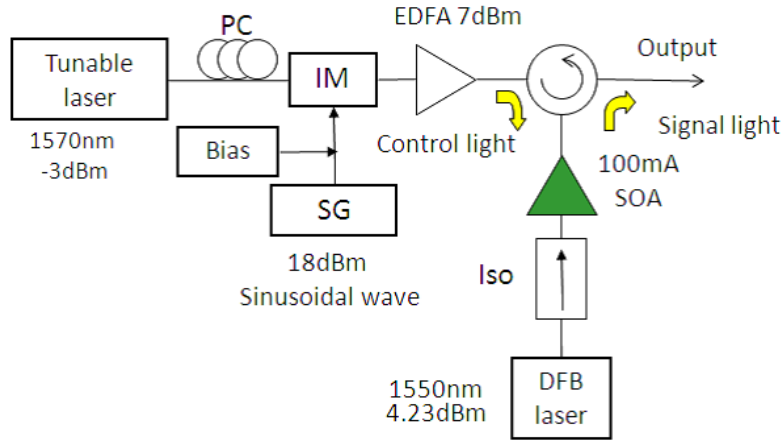 EDFA 7dBm
PC
Output
Tunable
laser
IM
Signal light
1570nm
-3dBm
Bias
Control light
100mA
SOA
SG
18dBm
Sinusoidal wave
Iso
1550nm
4.23dBm
DFB
laser